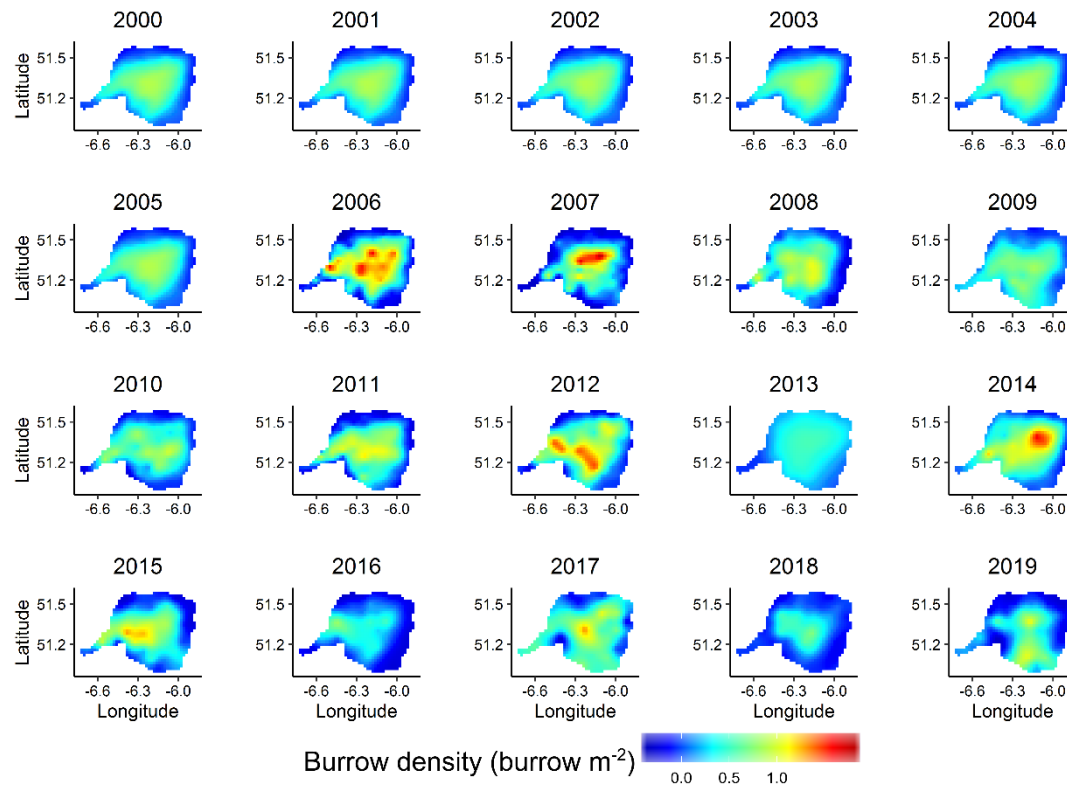 2000 2001 2002 2003 2004
Latitude
51.5 51.5 51.5 51.5 51.5
51.2 51.2 51.2 51.2 51.2
-6.6 -6.3 -6.0 -6.6 -6.3 -6.0 -6.6 -6.3 -6.0 -6.6 -6.3 -6.0 -6.6 -6.3 -6.0
2005 2006 2007 2008 2009
Latitude
51.5 51.5 51.5 51.5 51.5
51.2 51.2 51.2 51.2 51.2
-6.6 -6.3 -6.0 -6.6 -6.3 -6.0 -6.6 -6.3 -6.0 -6.6 -6.3 -6.0 -6.6 -6.3 -6.0
2010 2011 2012 2013 2014
Latitude
51.5 51.5 51.5 51.5 51.5
51.2 51.2 51.2 51.2 51.2
-6.6 -6.3 -6.0 -6.6 -6.3 -6.0 -6.6 -6.3 -6.0 -6.6 -6.3 -6.0 -6.6 -6.3 -6.0
2015 2016 2017 2018 2019
Latitude
51.5 51.5 51.5 51.5 51.5
51.2 51.2 51.2 51.2 51.2
-6.6 -6.3 -6.0 -6.6 -6.3 -6.0 -6.6 -6.3 -6.0 -6.6 -6.3 -6.0 -6.6 -6.3 -6.0
Longitude Longitude Longitude Longitude Longitude
Burrow density (burrow m⁻²)
0.0 0.5 1.0